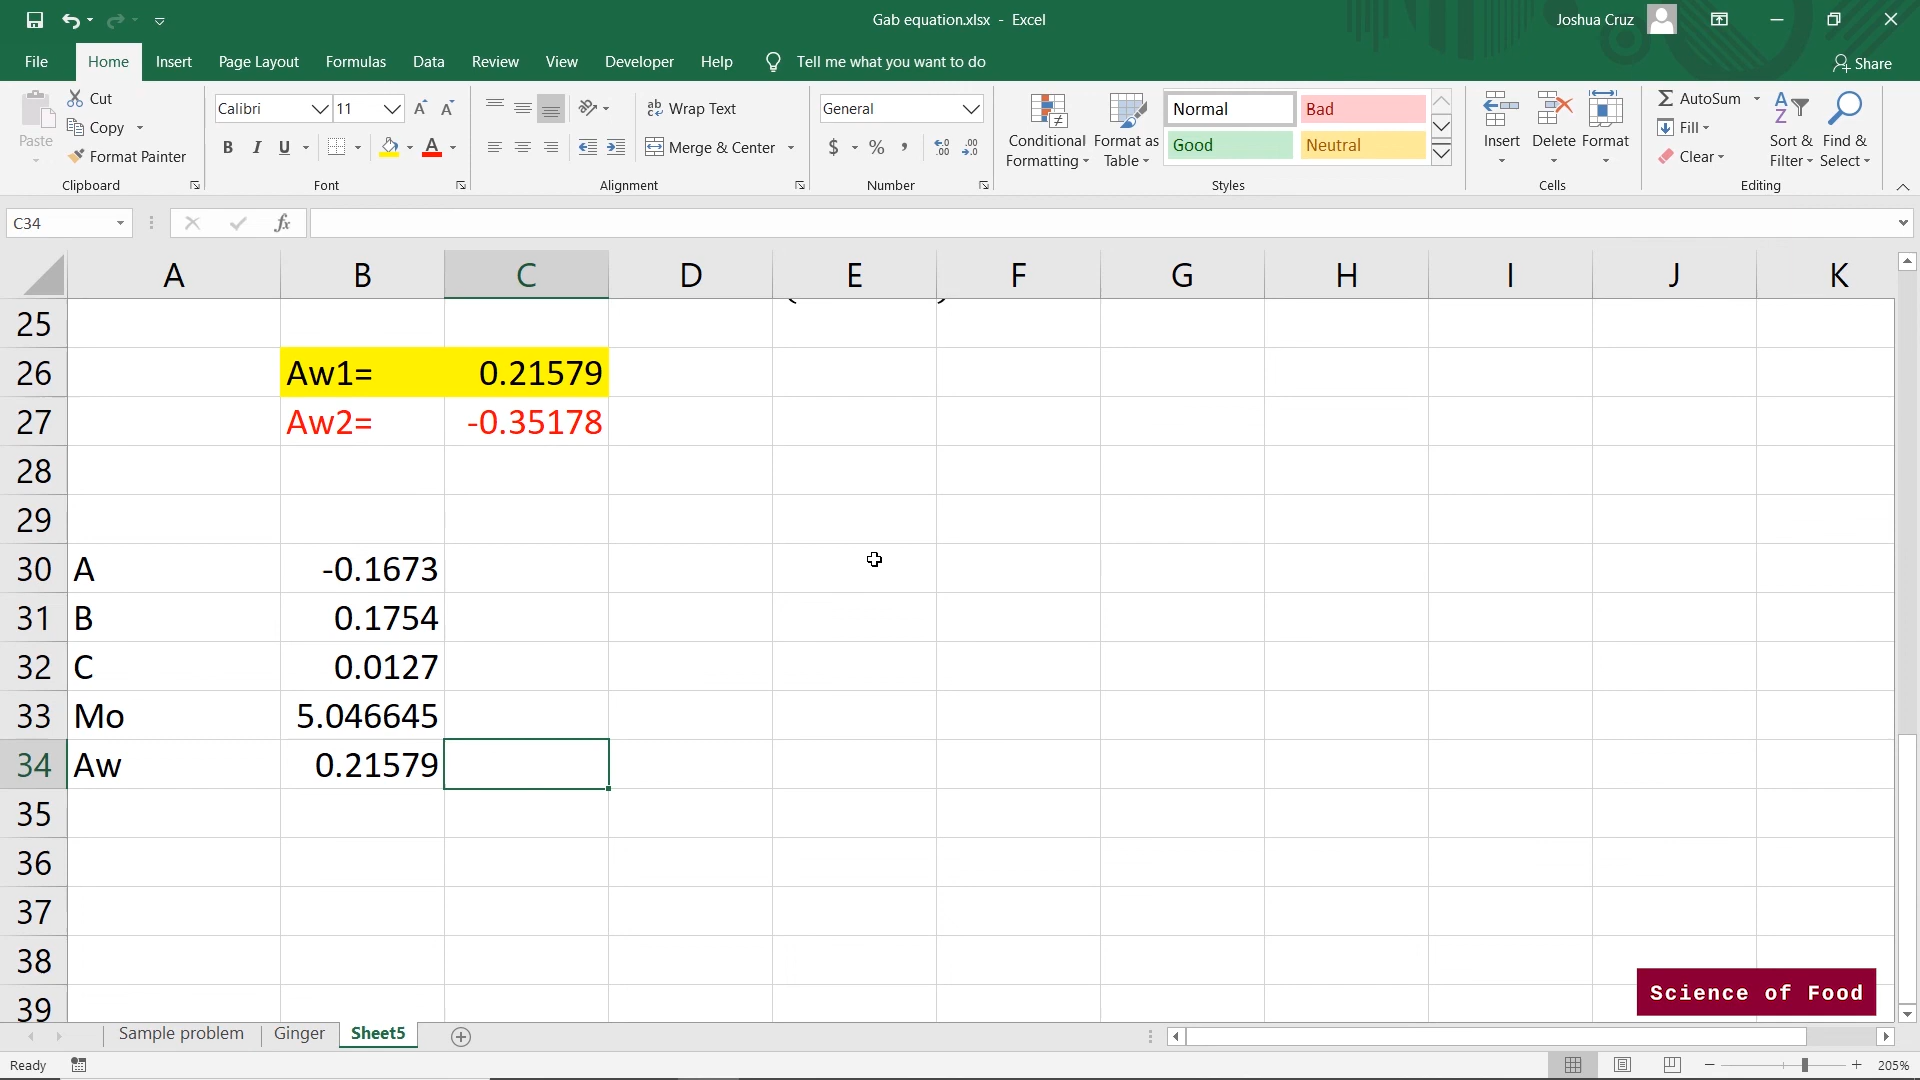 Gab equation.xlsx - Excel
Joshua Cruz
File Home Insert Page Layout Formulas Data Review View Developer Help Tell me what you want to do
Share
Paste
Cut
Copy
Format Painter
Clipboard
Calibri 11
B I U A
Font
ab Wrap Text
Merge & Center
Alignment
General
$ % ,
Number
Conditional Formatting
Format as Table
Normal Bad
Good Neutral
Styles
Insert Delete Format
Cells
AutoSum
Fill
Clear
Sort & Filter
Find & Select
Editing
C34 fx
A B C D E F G H I J K
25
26 Aw1= 0.21579
27 Aw2= -0.35178
28
29
30 A -0.1673
31 B 0.1754
32 C 0.0127
33 Mo 5.046645
34 Aw 0.21579
35
36
37
38
39
Science of Food
Sample problem Ginger Sheet5
Ready
205%